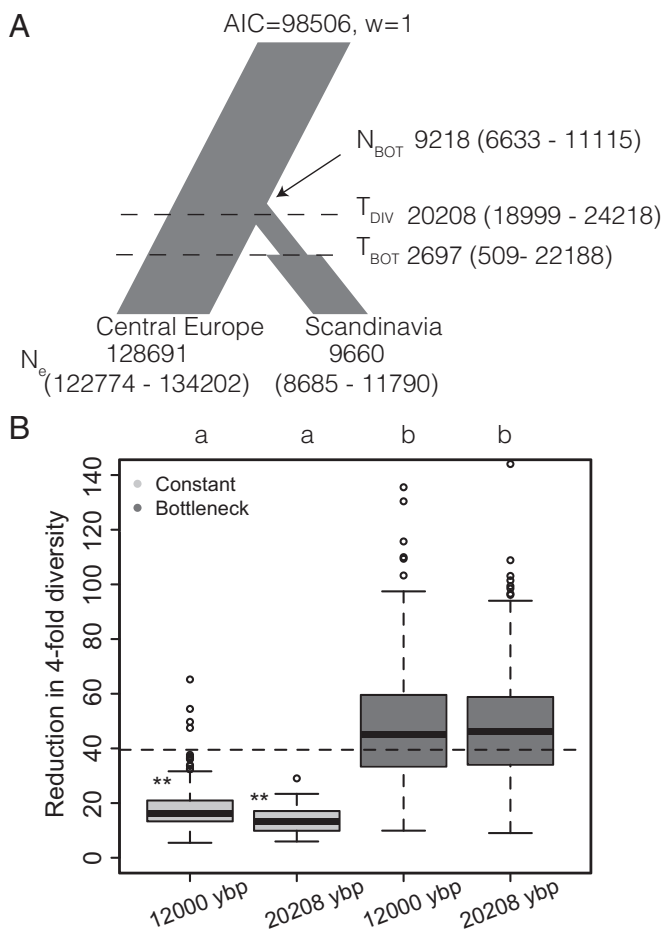 A
AIC=98506, w=1
N_BOT 9218 (6633 - 11115)
T_DIV 20208 (18999 - 24218)
T_BOT 2697 (509- 22188)
Central Europe Scandinavia
N_e 128691 9660
(122774 - 134202) (8685 - 11790)
B
a a b b
Constant
Bottleneck
Reduction in 4-fold diversity
140
120
100
80
60
40
20
0
** **
12000 ybp 20208 ybp 12000 ybp 20208 ybp